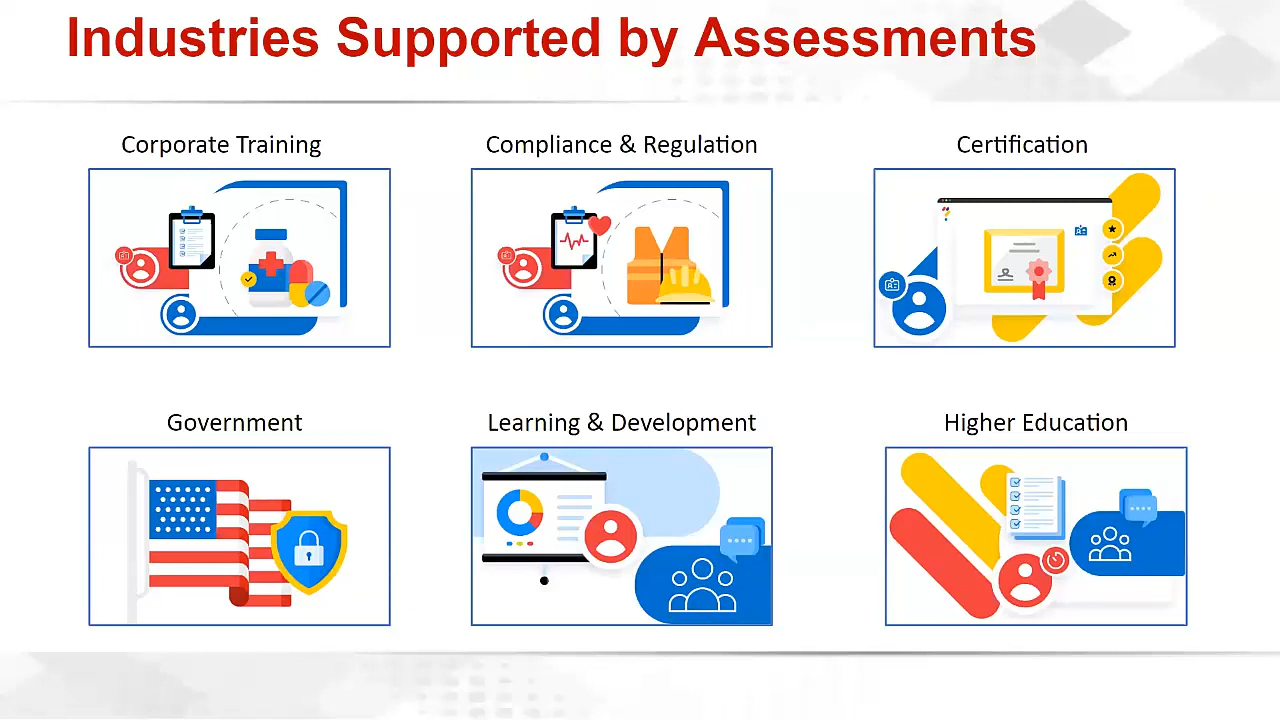 Industries Supported by Assessments
Corporate Training
Compliance & Regulation
Certification
Government
Learning & Development
Higher Education